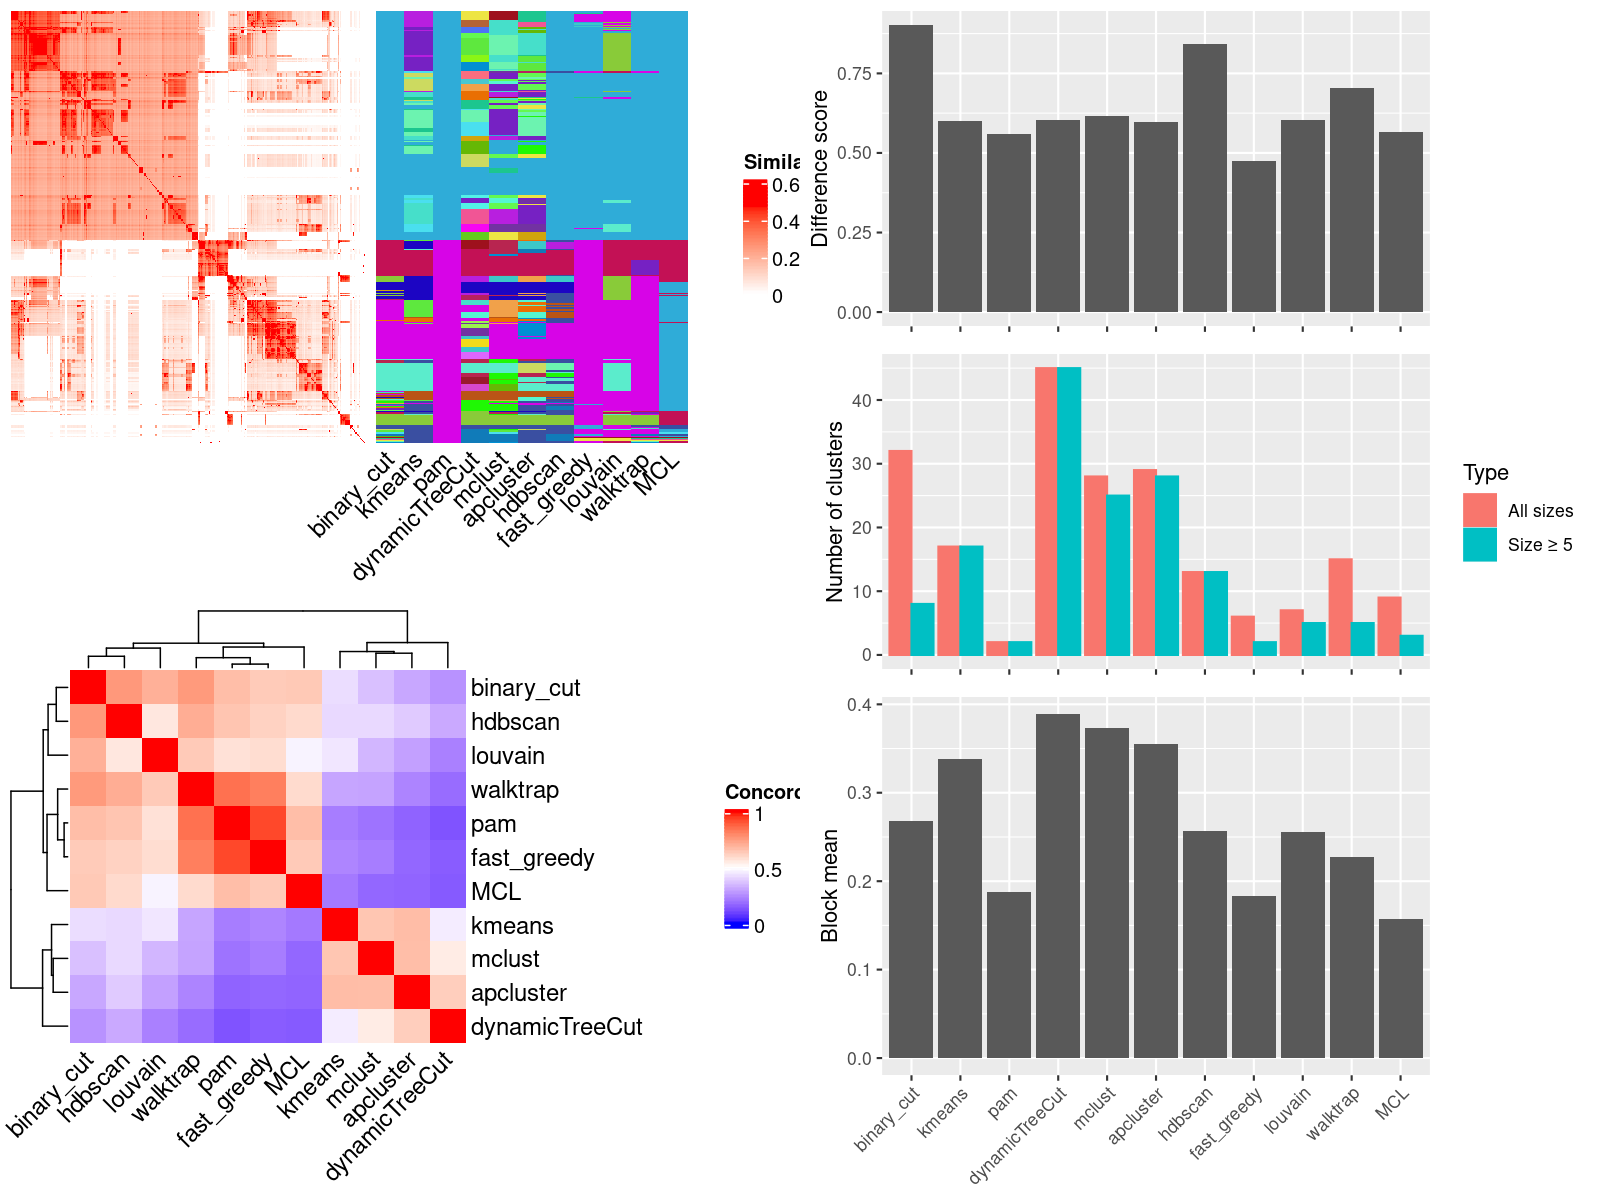 Simila
0.6
0.4
0.2
0
binary_cut
kmeans
pam
dynamicTreeCut
mclust
apcluster
hdbscan
fast_greedy
louvain
walktrap
MCL
binary_cut
hdbscan
louvain
walktrap
pam
fast_greedy
MCL
kmeans
mclust
apcluster
dynamicTreeCut
binary_cut
hdbscan
louvain
walktrap
pam
fast_greedy
MCL
kmeans
mclust
apcluster
dynamicTreeCut
Concord
1
0.5
0
Difference score
0.75
0.50
0.25
0.00
Number of clusters
40
30
20
10
0
Type
All sizes
Size ≥ 5
Block mean
0.4
0.3
0.2
0.1
0.0
binary_cut
kmeans
pam
dynamicTreeCut
mclust
apcluster
hdbscan
fast_greedy
louvain
walktrap
MCL